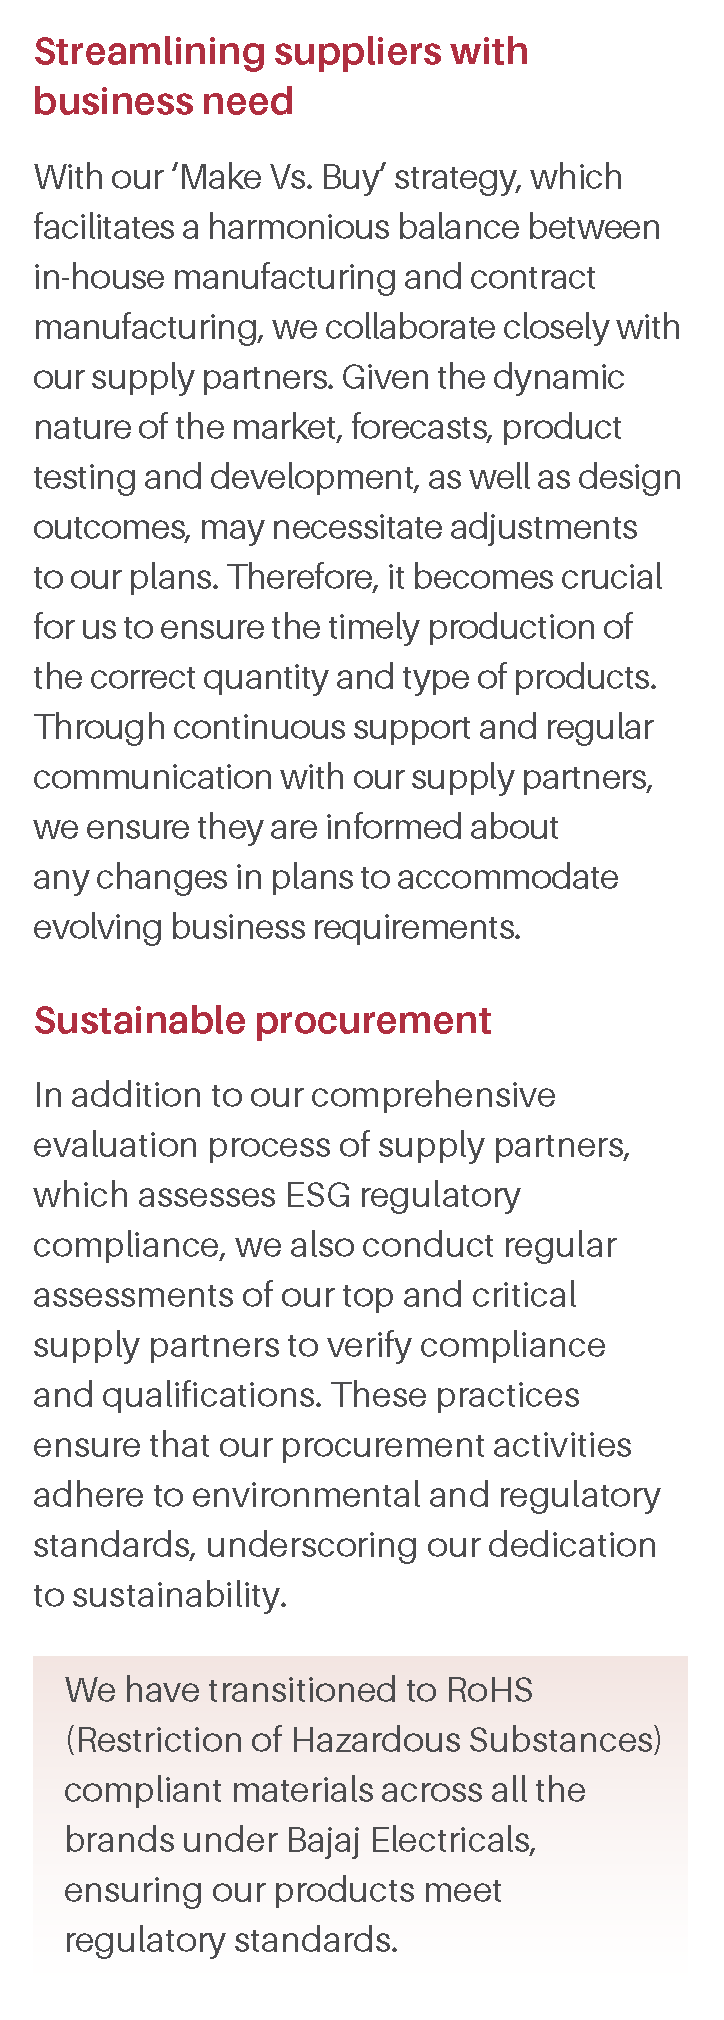 Streamlining suppliers with
business need
With our ‘Make Vs. Buy’ strategy, which
facilitates a harmonious balance between
in-house manufacturing and contract
manufacturing, we collaborate closely with
our supply partners. Given the dynamic
nature of the market, forecasts, product
testing and development, as well as design
outcomes, may necessitate adjustments
to our plans. Therefore, it becomes crucial
for us to ensure the timely production of
the correct quantity and type of products.
Through continuous support and regular
communication with our supply partners,
we ensure they are informed about
any changes in plans to accommodate
evolving business requirements.
Sustainable procurement
In addition to our comprehensive
evaluation process of supply partners,
which assesses ESG regulatory
compliance, we also conduct regular
assessments of our top and critical
supply partners to verify compliance
and qualifications. These practices
ensure that our procurement activities
adhere to environmental and regulatory
standards, underscoring our dedication
to sustainability.
We have transitioned to RoHS
(Restriction of Hazardous Substances)
compliant materials across all the
brands under Bajaj Electricals,
ensuring our products meet
regulatory standards.